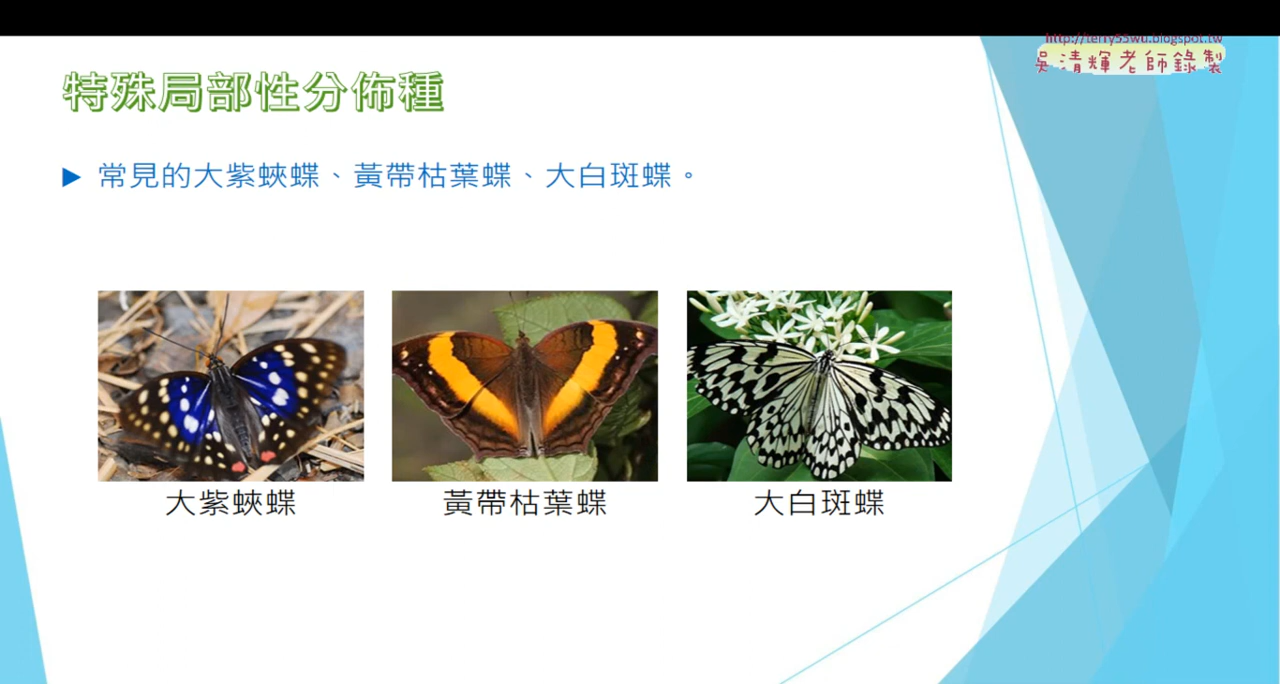 http://terry55wu.blogspot.tw
吳清輝老師錄製
特殊局部性分佈種
常見的大紫蛺蝶、黃帶枯葉蝶、大白斑蝶。
大紫蛺蝶
黃帶枯葉蝶
大白斑蝶